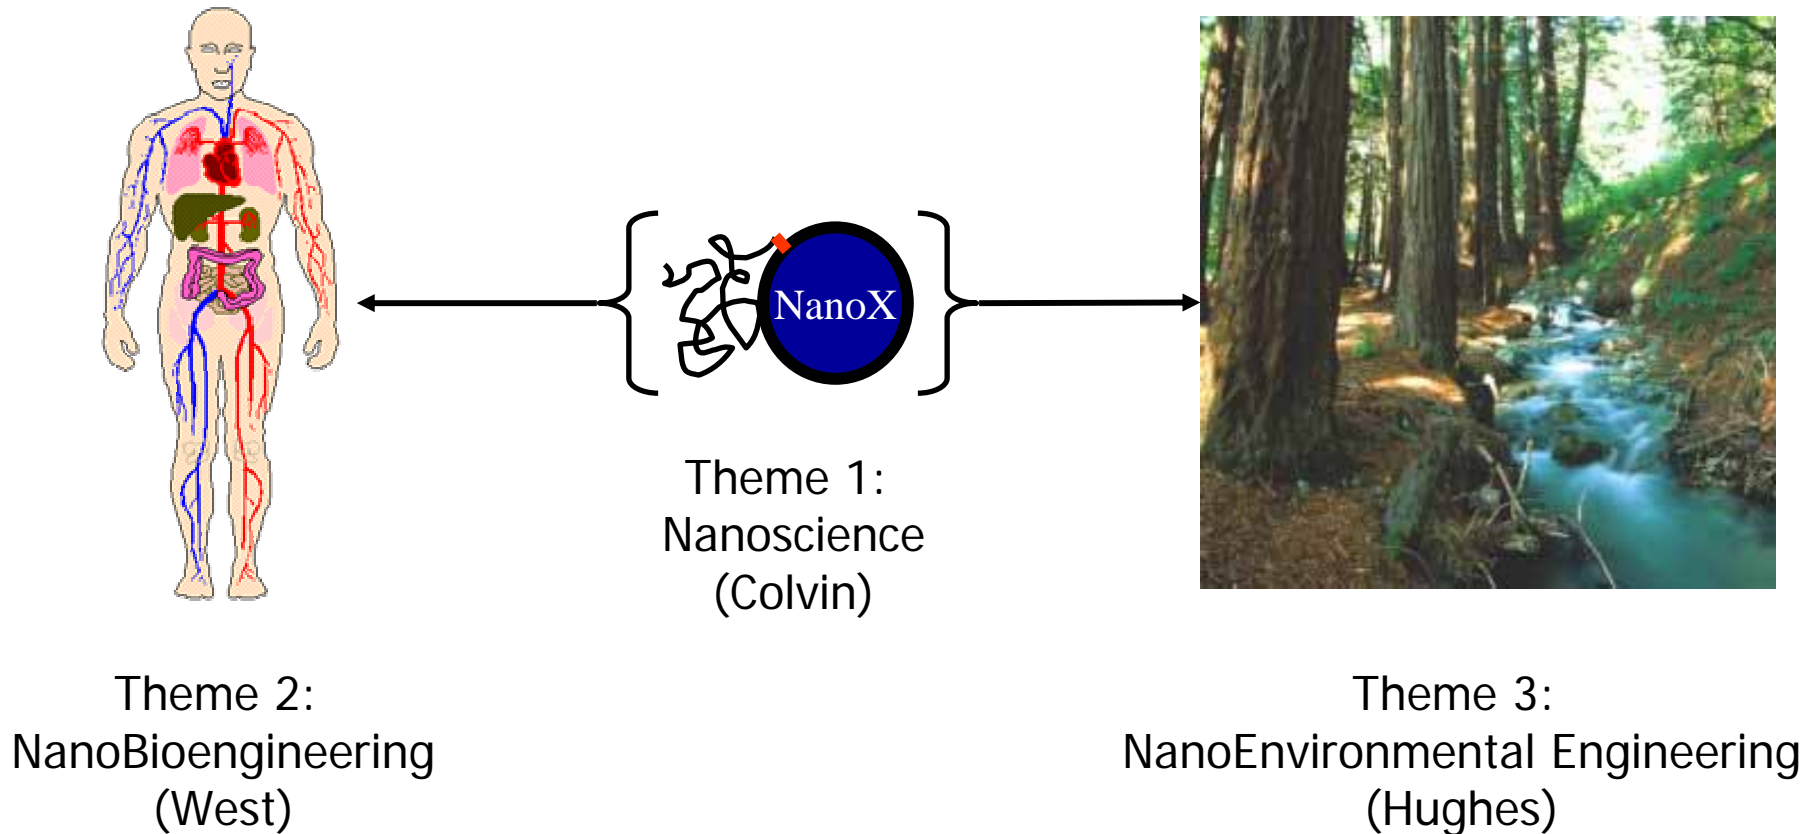 NanoX
Theme 1:
Nanoscience
(Colvin)
Theme 2:
NanoBioengineering
(West)
Theme 3:
NanoEnvironmental Engineering
(Hughes)